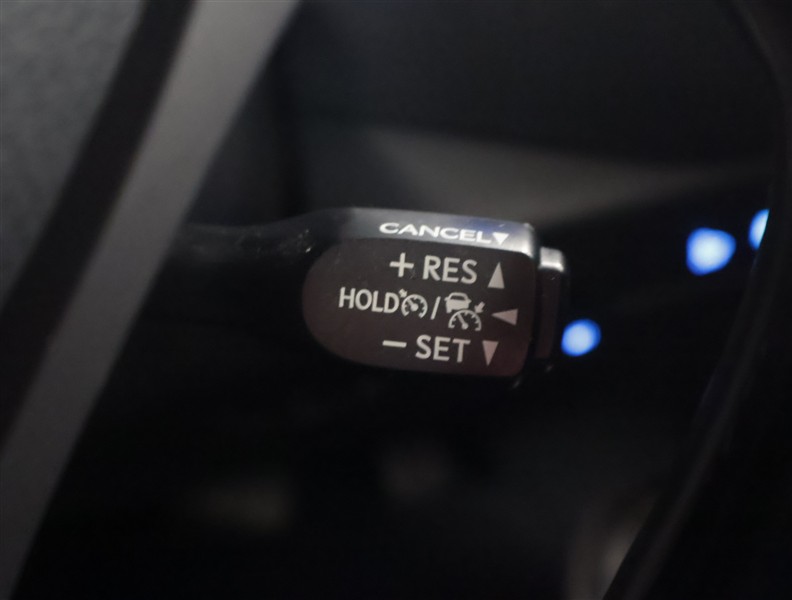 CANCEL▼
+ RES ▲
HOLD / ◀
− SET ▼